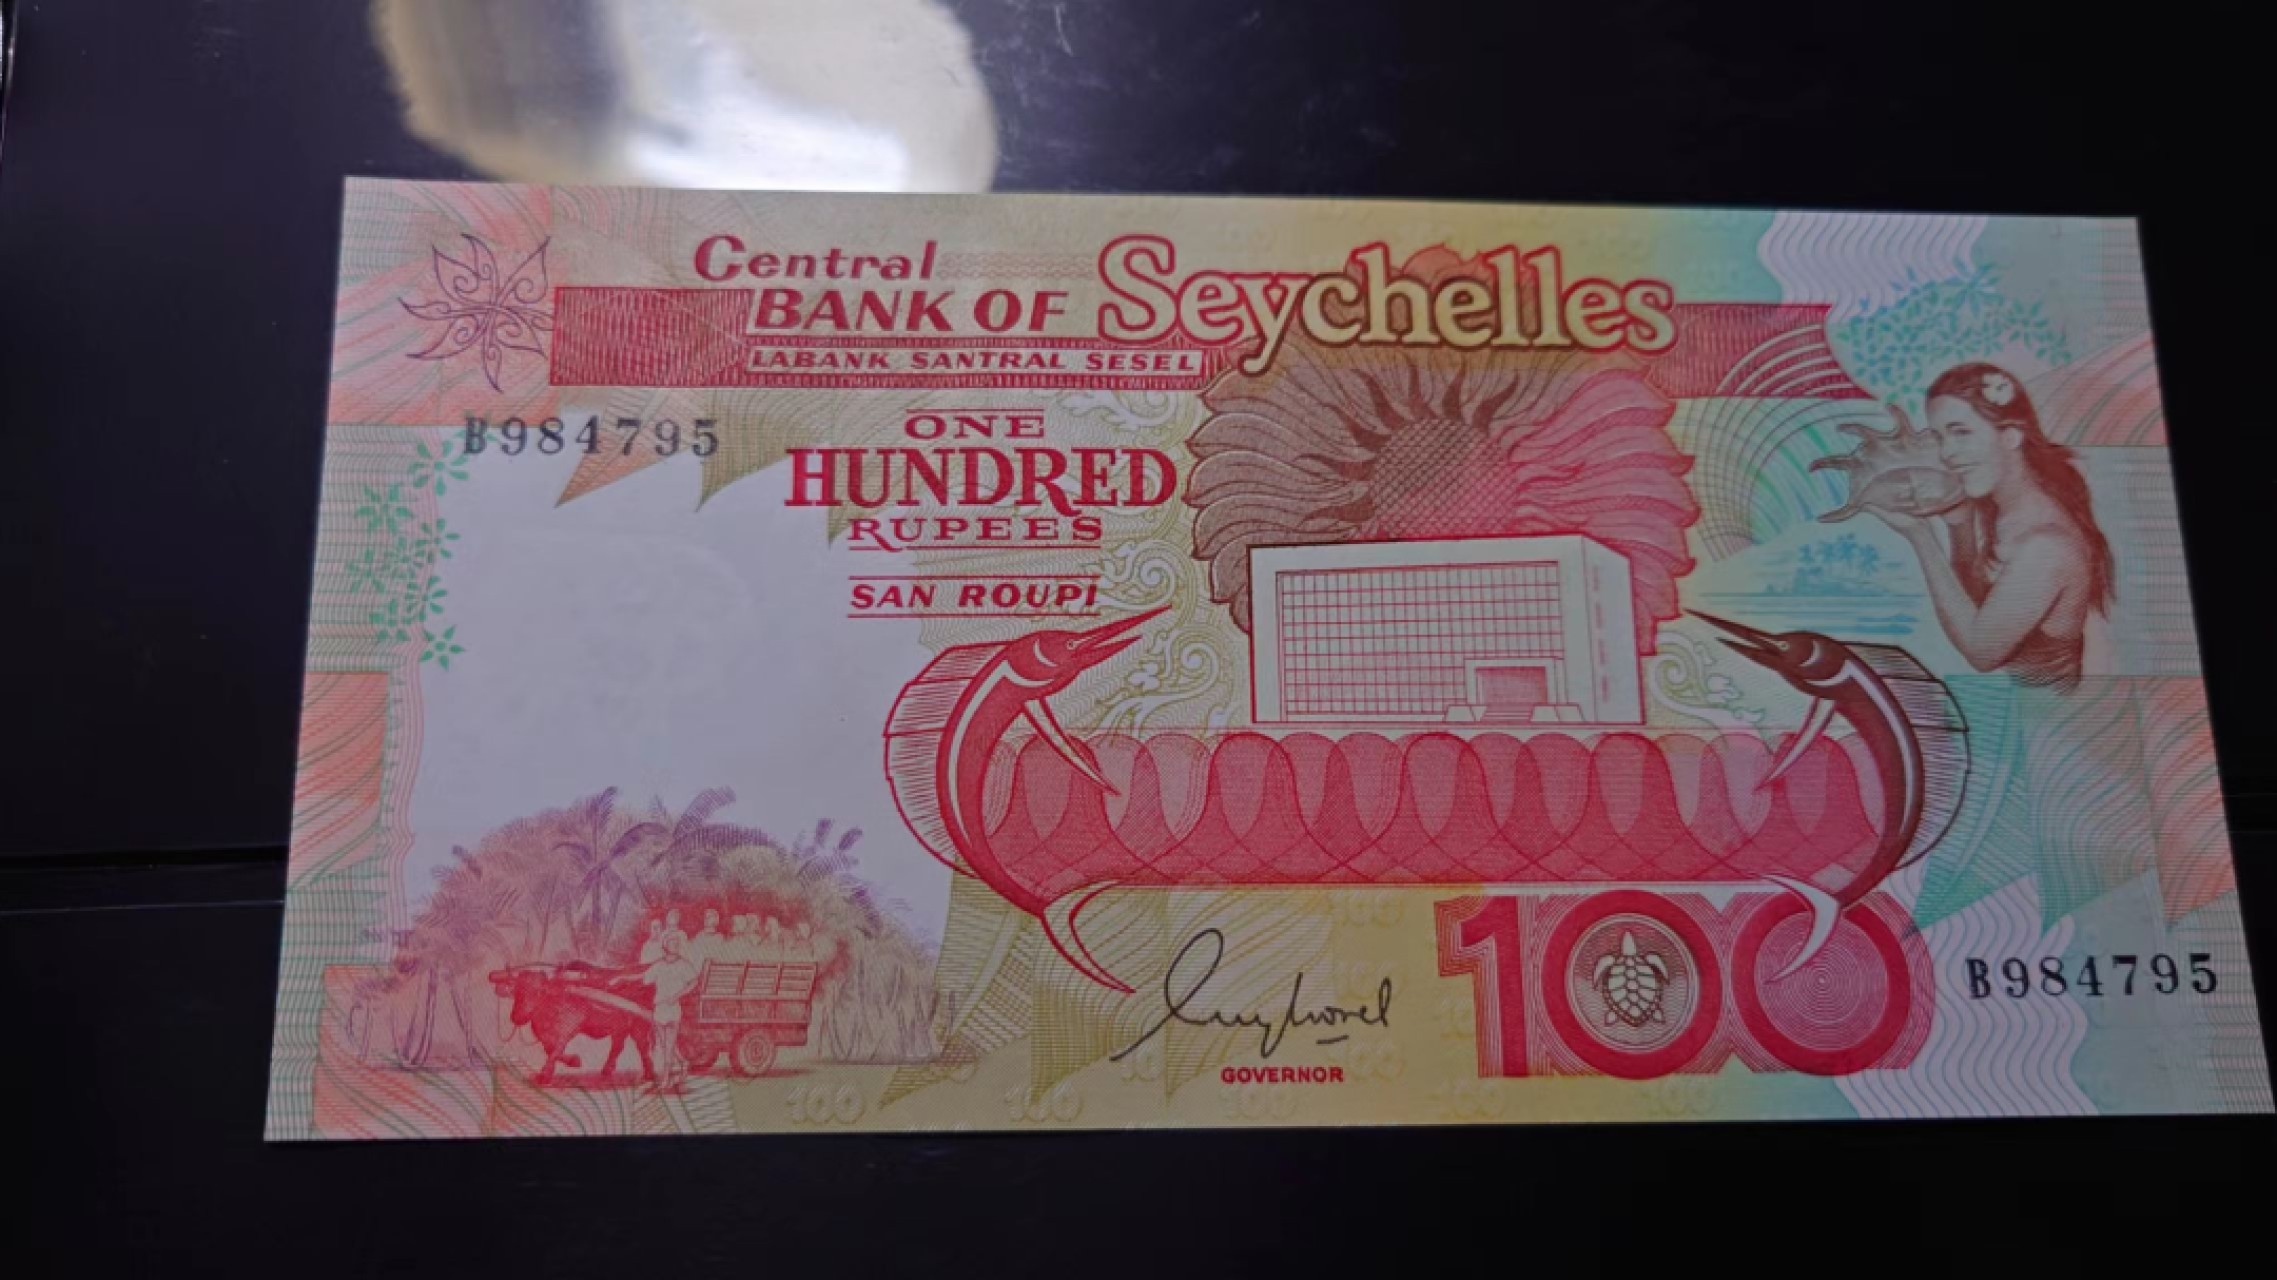 Central
BANK OF Seychelles
LABANK SANTRAL SESEL
B984795
ONE
HUNDRED
RUPEES
SAN ROUPI
100
B984795
GOVERNOR